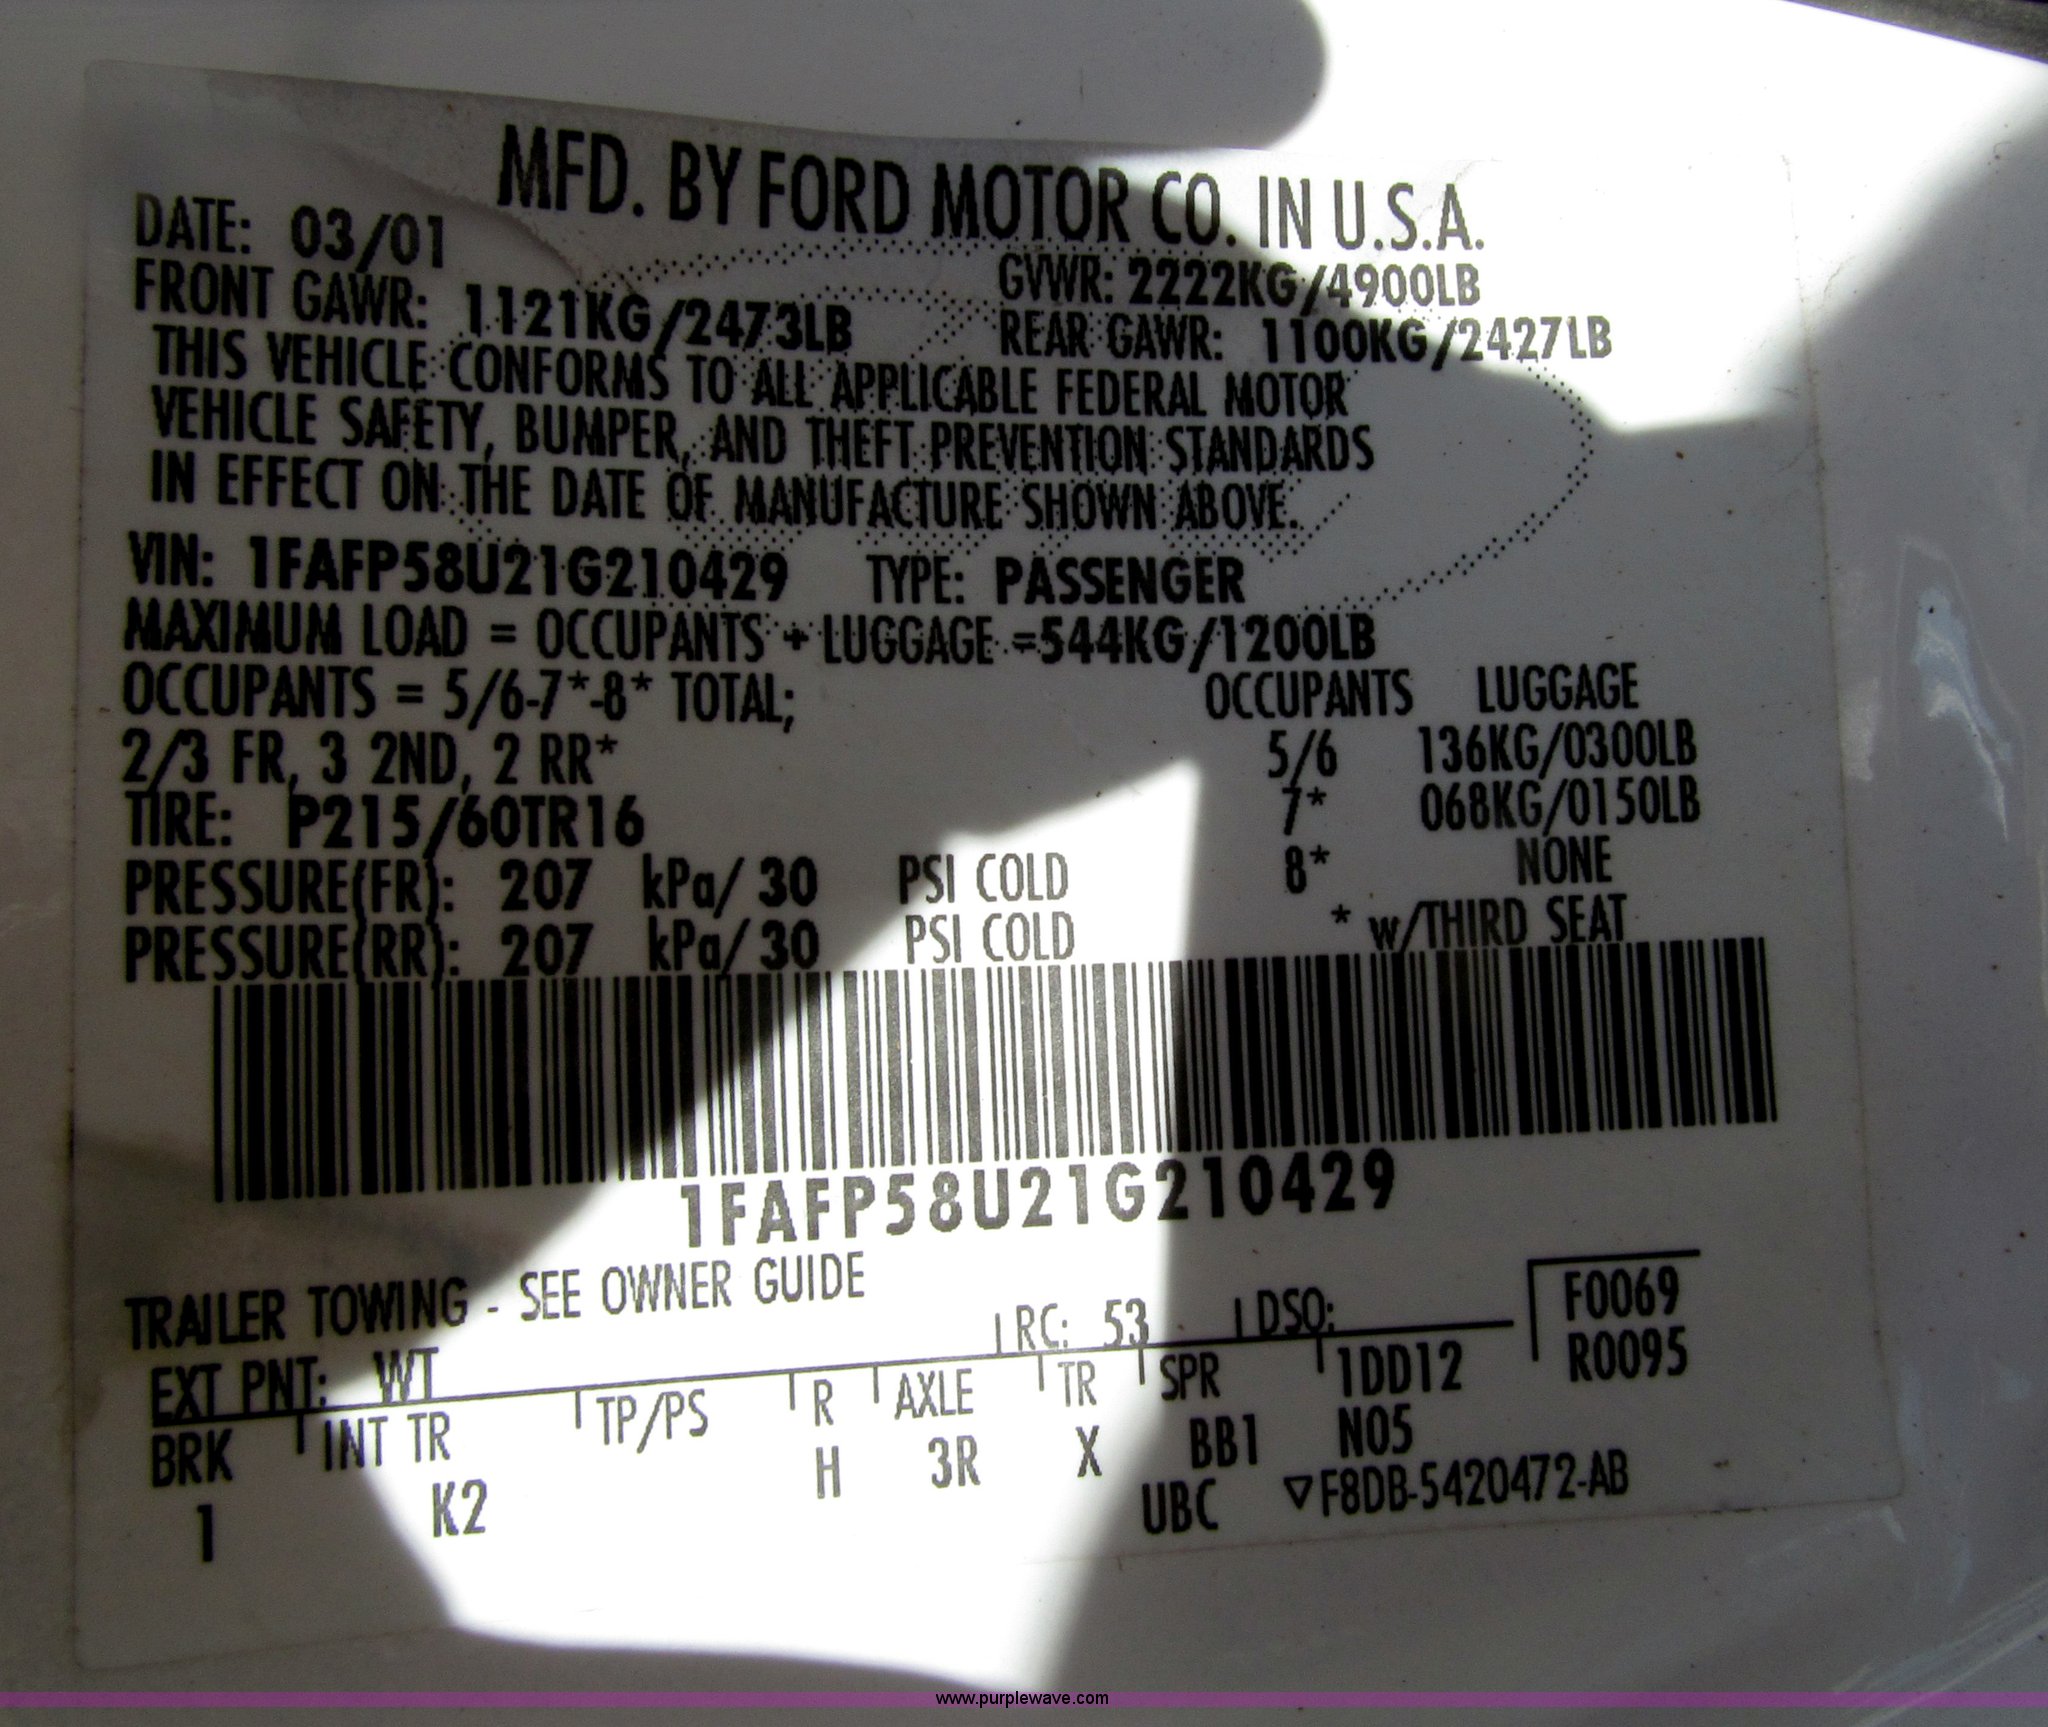 MFD. BY FORD MOTOR CO. IN U.S.A.
DATE: 03/01 GVWR: 2222KG/4900LB
FRONT GAWR: 1121KG/2473LB REAR GAWR: 1100KG/2427LB
THIS VEHICLE CONFORMS TO ALL APPLICABLE FEDERAL MOTOR
VEHICLE SAFETY, BUMPER, AND THEFT PREVENTION STANDARDS
IN EFFECT ON THE DATE OF MANUFACTURE SHOWN ABOVE.
VIN: 1FAFP58U21G210429 TYPE: PASSENGER
MAXIMUM LOAD = OCCUPANTS + LUGGAGE =544KG/1200LB
OCCUPANTS = 5/6-7*-8* TOTAL; OCCUPANTS LUGGAGE
2/3 FR, 3 2ND, 2 RR* 5/6 136KG/0300LB
TIRE: P215/60TR16 7* 068KG/0150LB
PRESSURE(FR): 207 kPa/ 30 PSI COLD 8* NONE
PRESSURE(RR): 207 kPa/ 30 PSI COLD * w/THIRD SEAT
1FAFP58U21G210429
TRAILER TOWING - SEE OWNER GUIDE F0069
EXT PNT: WT RC: 53 DSO: R0095
BRK INT TR TP/PS R AXLE TR SPR 1DD12
1 K2 H 3R X BB1 N05
UBC ▽F8DB-5420472-AB
www.purplewave.com